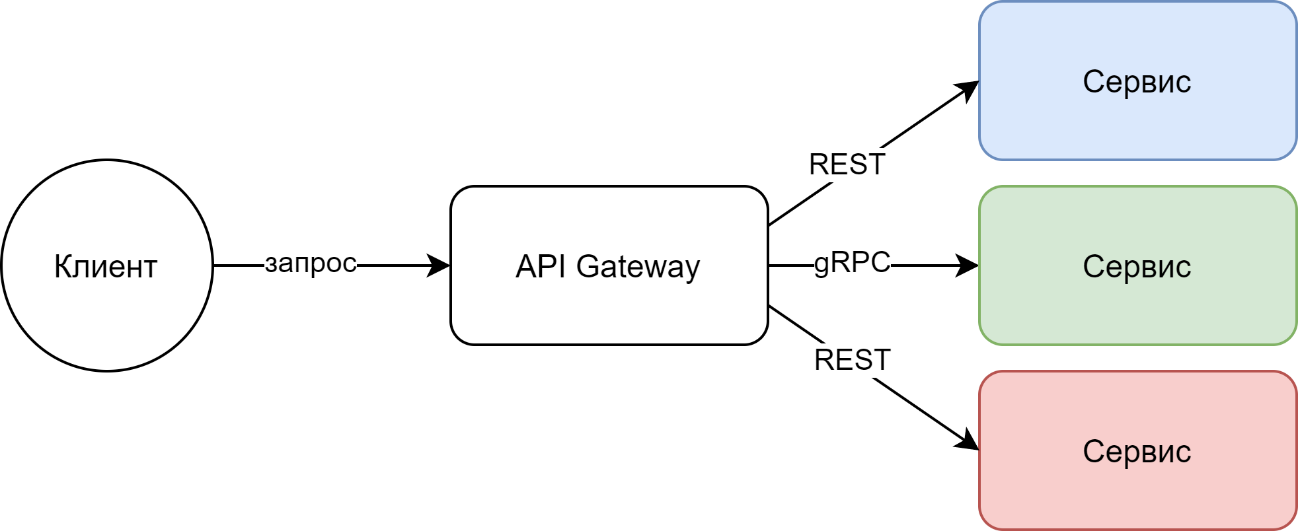 Клиент
запрос
API Gateway
REST
gRPC
REST
Сервис
Сервис
Сервис